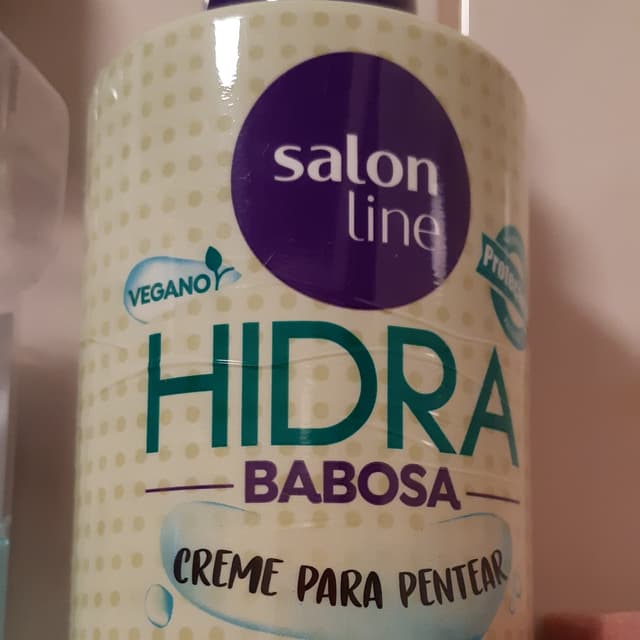 salon
line
VEGANO
HIDRA
BABOSA
CREME PARA PENTEAR